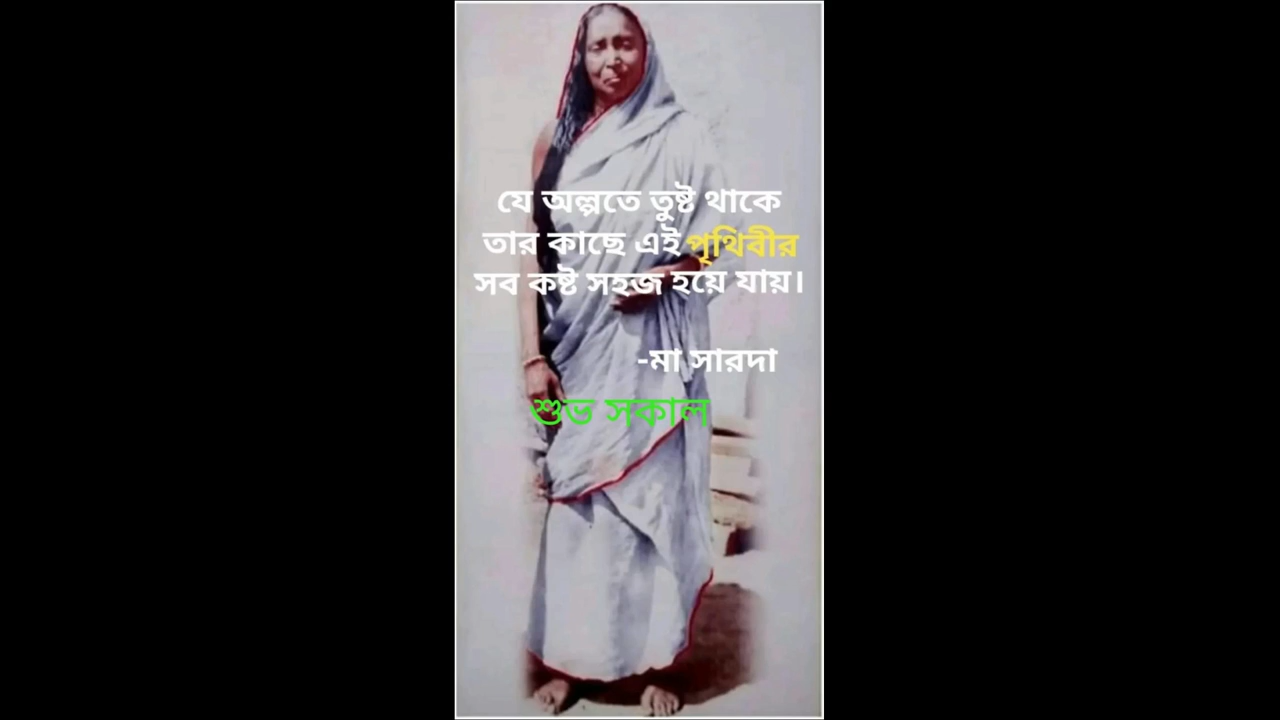 যে অল্পতে তুষ্ট থাকে
তার কাছে এই পৃথিবীর
সব কষ্ট সহজ হয়ে যায়।
-মা সারদা
শুভ সকাল